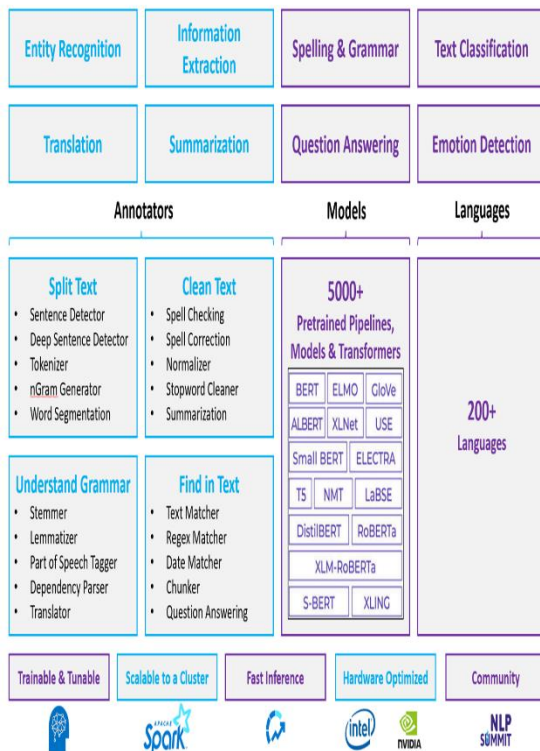 Entity Recognition
Information
Extraction
Spelling & Grammar
Text Classification
Translation
Summarization
Question Answering
Emotion Detection
Annotators
Models
Languages
Split Text
• Sentence Detector
• Deep Sentence Detector
• Tokenizer
• nGram Generator
• Word Segmentation
Clean Text
• Spell Checking
• Spell Correction
• Normalizer
• Stopword Cleaner
• Summarization
Understand Grammar
• Stemmer
• Lemmatizer
• Part of Speech Tagger
• Dependency Parser
• Translator
Find in Text
• Text Matcher
• Regex Matcher
• Date Matcher
• Chunker
• Question Answering
5000+
Pretrained Pipelines,
Models & Transformers
BERT ELMO GloVe
ALBERT XLNet USE
Small BERT ELECTRA
T5 NMT LaBSE
DistilBERT RoBERTa
XLM-RoBERTa
S-BERT XLING
200+
Languages
Trainable & Tunable
Scalable to a Cluster
Fast Inference
Hardware Optimized
Community
APACHE
Spark
intel
NVIDIA
NLP
SUMMIT